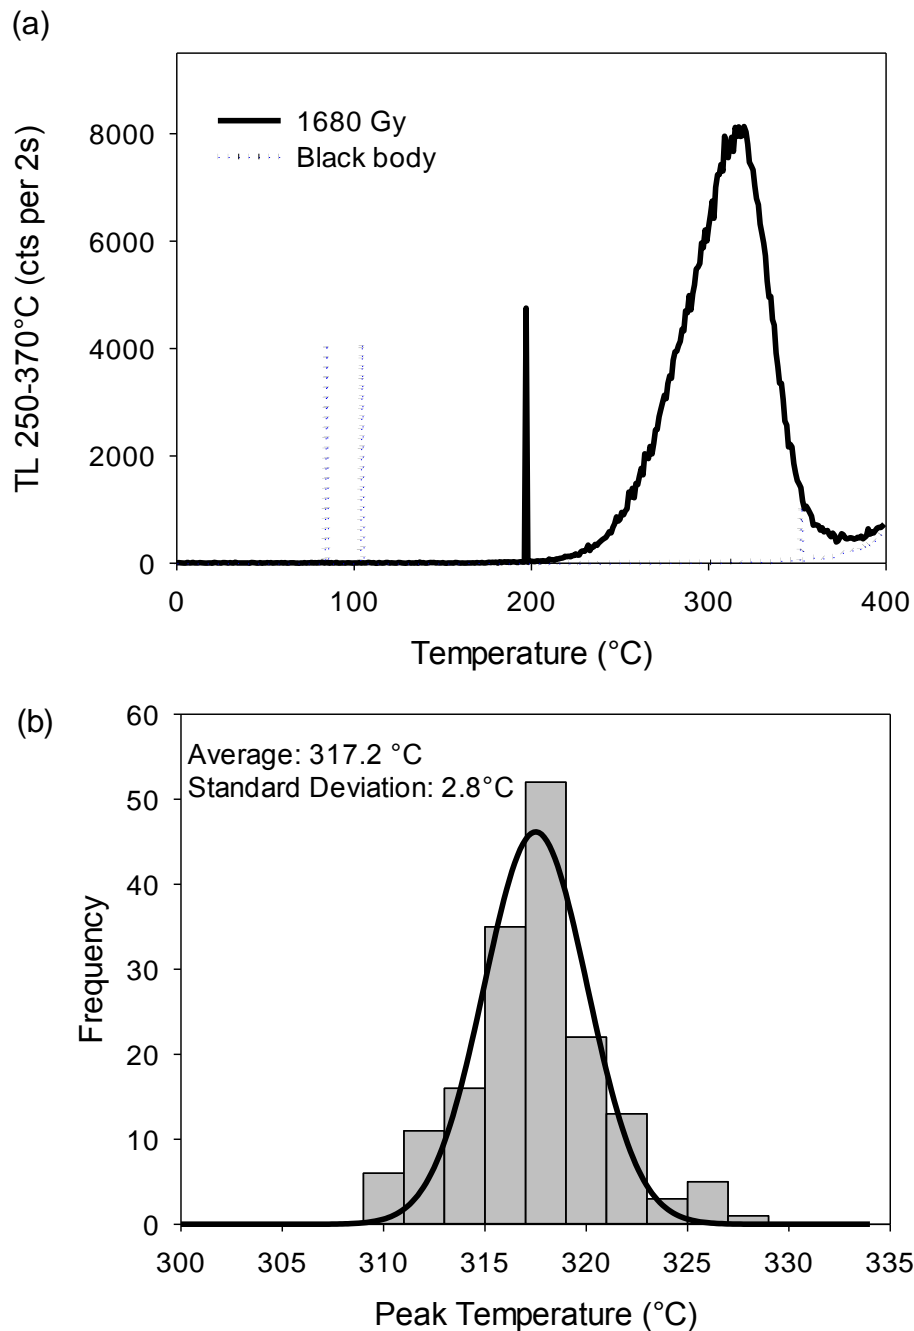 (a)
TL 250-370°C (cts per 2s)
8000
6000
4000
2000
0
1680 Gy
Black body
0 100 200 300 400
Temperature (°C)
(b)
Frequency
60
50
40
30
20
10
0
Average: 317.2 °C
Standard Deviation: 2.8°C
300 305 310 315 320 325 330 335
Peak Temperature (°C)